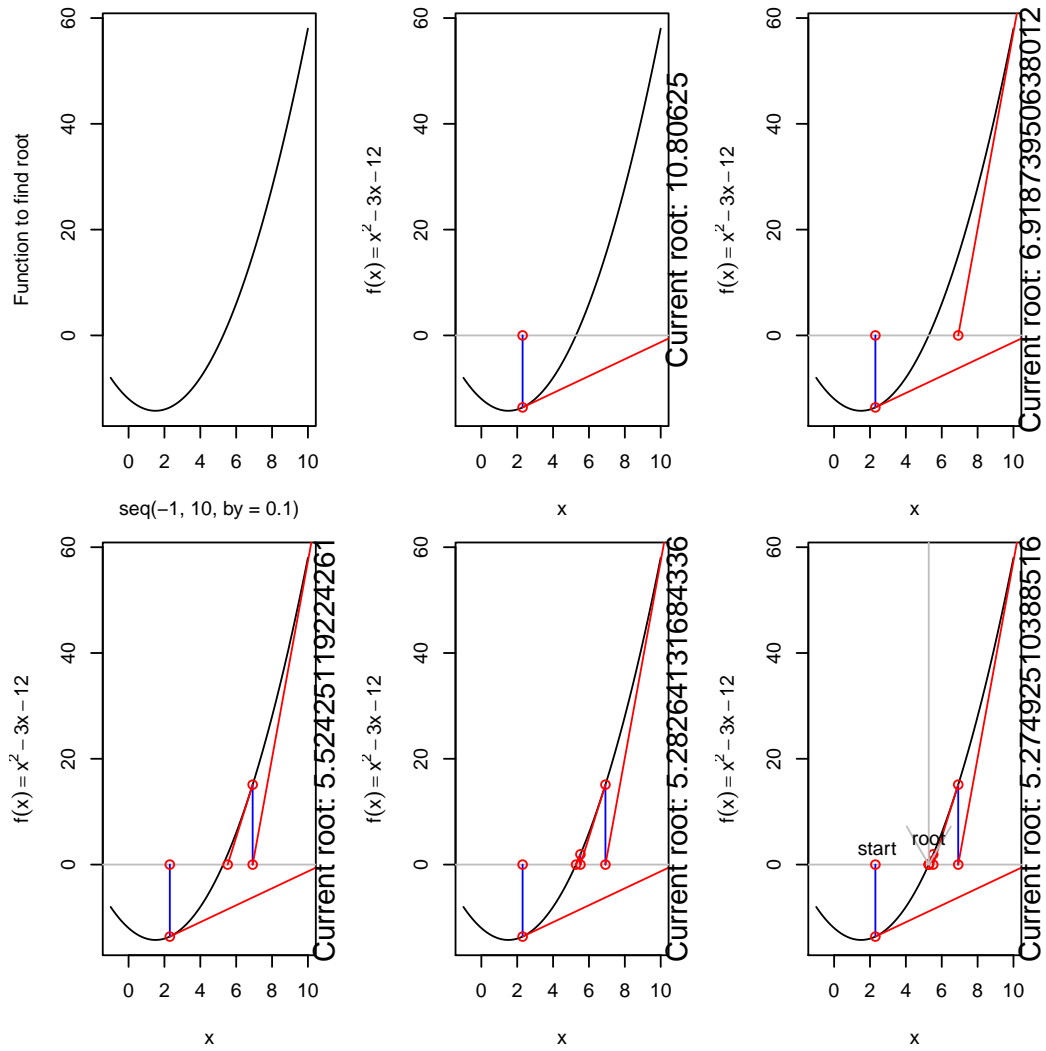 Function to find root
60
40
20
0
0 2 4 6 8 10
seq(−1, 10, by = 0.1)
f(x) = x² − 3x − 12
60
40
20
0
0 2 4 6 8 10
x
Current root: 10.80625
f(x) = x² − 3x − 12
60
40
20
0
0 2 4 6 8 10
x
Current root: 6.91873950638012
f(x) = x² − 3x − 12
60
40
20
0
0 2 4 6 8 10
x
Current root: 5.52425119224261
f(x) = x² − 3x − 12
60
40
20
0
0 2 4 6 8 10
x
Current root: 5.28264131684336
f(x) = x² − 3x − 12
60
40
20
0
start
root
0 2 4 6 8 10
x
Current root: 5.27492510388516